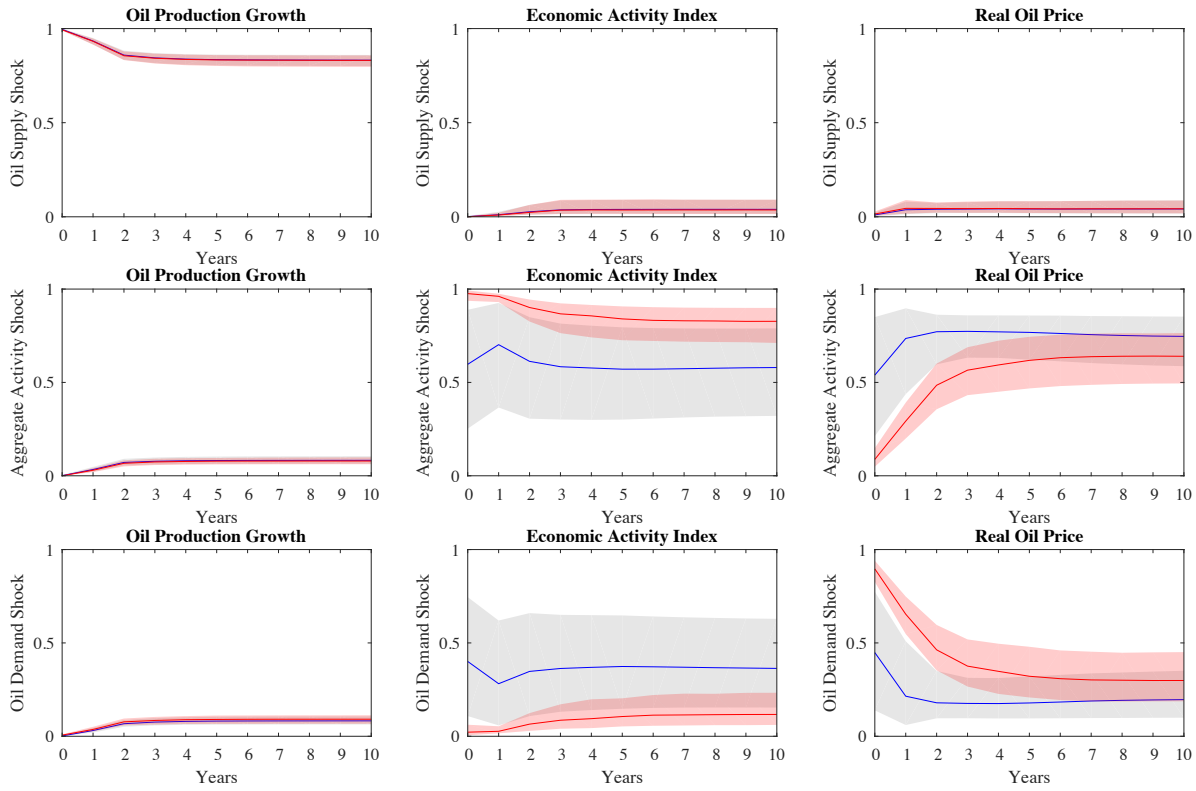 Oil Production Growth
Oil Supply Shock
1
0.5
0
0 1 2 3 4 5 6 7 8 9 10
Years
Economic Activity Index
Oil Supply Shock
1
0.5
0
0 1 2 3 4 5 6 7 8 9 10
Years
Real Oil Price
Oil Supply Shock
1
0.5
0
0 1 2 3 4 5 6 7 8 9 10
Years
Oil Production Growth
Aggregate Activity Shock
1
0.5
0
0 1 2 3 4 5 6 7 8 9 10
Years
Economic Activity Index
Aggregate Activity Shock
1
0.5
0
0 1 2 3 4 5 6 7 8 9 10
Years
Real Oil Price
Aggregate Activity Shock
1
0.5
0
0 1 2 3 4 5 6 7 8 9 10
Years
Oil Production Growth
Oil Demand Shock
1
0.5
0
0 1 2 3 4 5 6 7 8 9 10
Years
Economic Activity Index
Oil Demand Shock
1
0.5
0
0 1 2 3 4 5 6 7 8 9 10
Years
Real Oil Price
Oil Demand Shock
1
0.5
0
0 1 2 3 4 5 6 7 8 9 10
Years